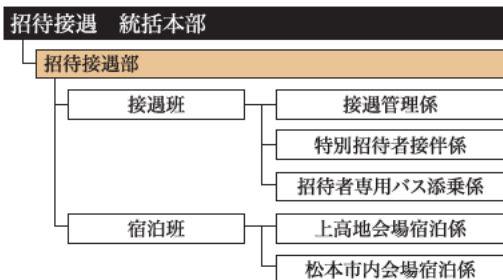 招待接遇　統括本部
招待接遇部
接遇班
接遇管理係
特別招待者接伴係
招待者専用バス添乗係
宿泊班
上高地会場宿泊係
松本市内会場宿泊係